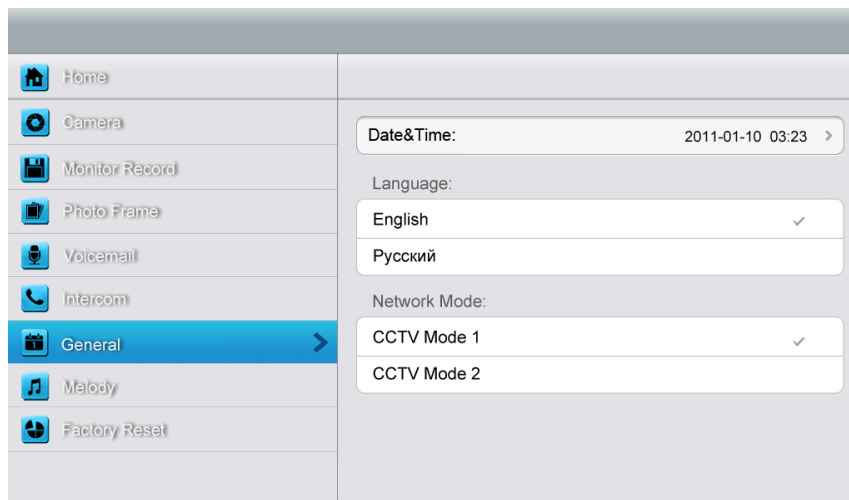 Home
Camera
Monitor Record
Photo Frame
Voicemail
Intercom
General
Melody
Factory Reset
Date&Time: 2011-01-10 03:23
Language:
English
Русский
Network Mode:
CCTV Mode 1
CCTV Mode 2